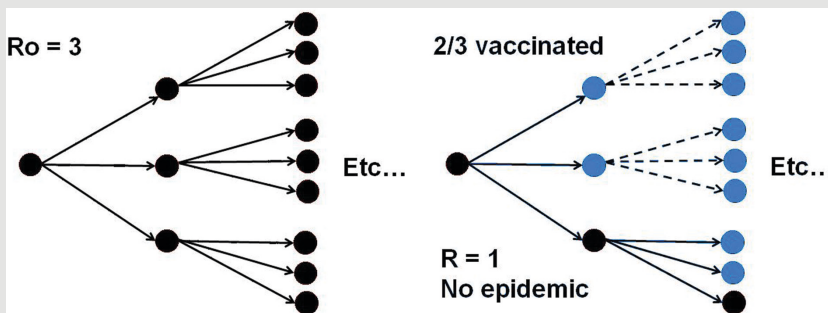 Ro = 3
Etc...
2/3 vaccinated
Etc..
R = 1
No epidemic